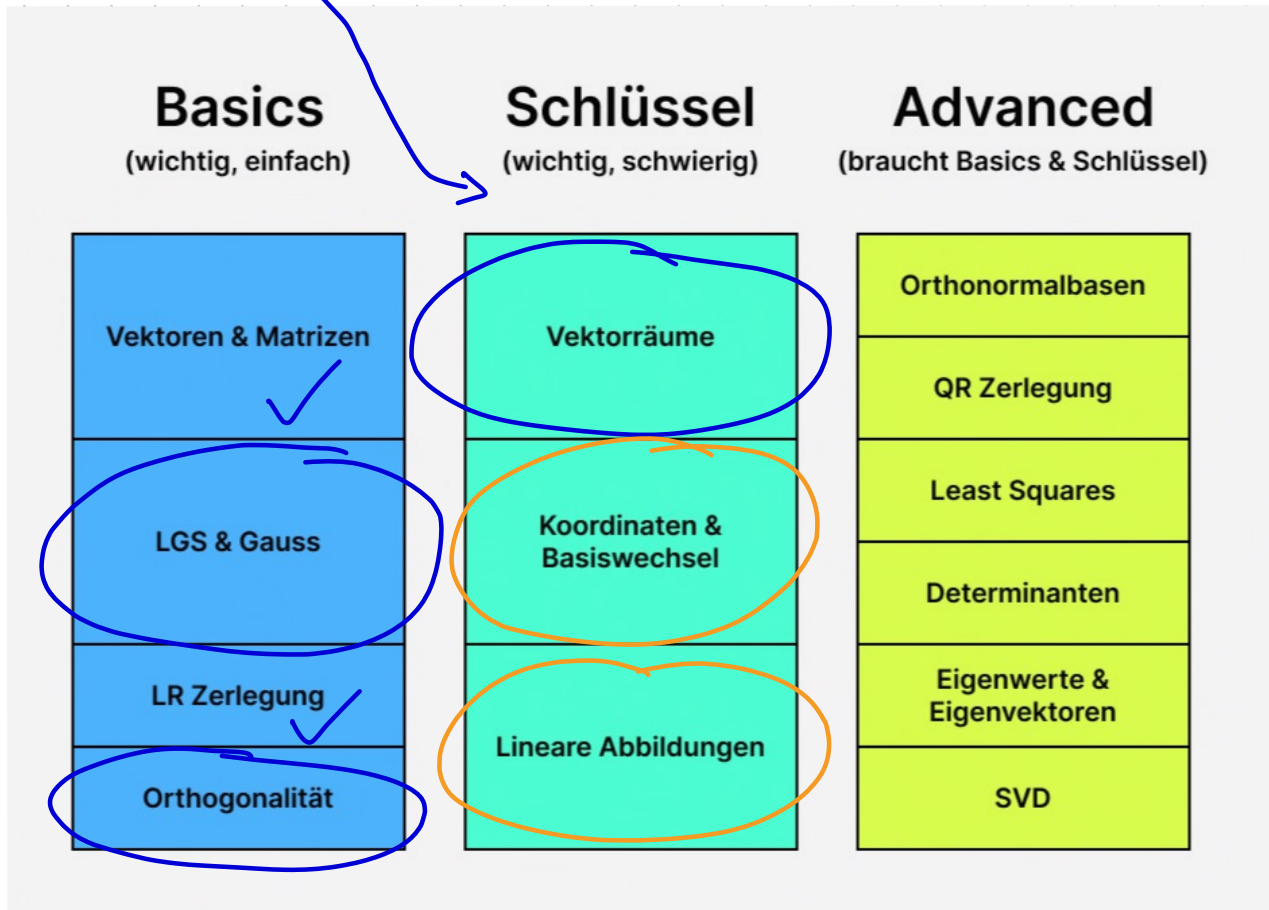 Basics
(wichtig, einfach)
Vektoren & Matrizen
LGS & Gauss
LR Zerlegung
Orthogonalität
Schlüssel
(wichtig, schwierig)
Vektorräume
Koordinaten &
Basiswechsel
Lineare Abbildungen
Advanced
(braucht Basics & Schlüssel)
Orthonormalbasen
QR Zerlegung
Least Squares
Determinanten
Eigenwerte &
Eigenvektoren
SVD